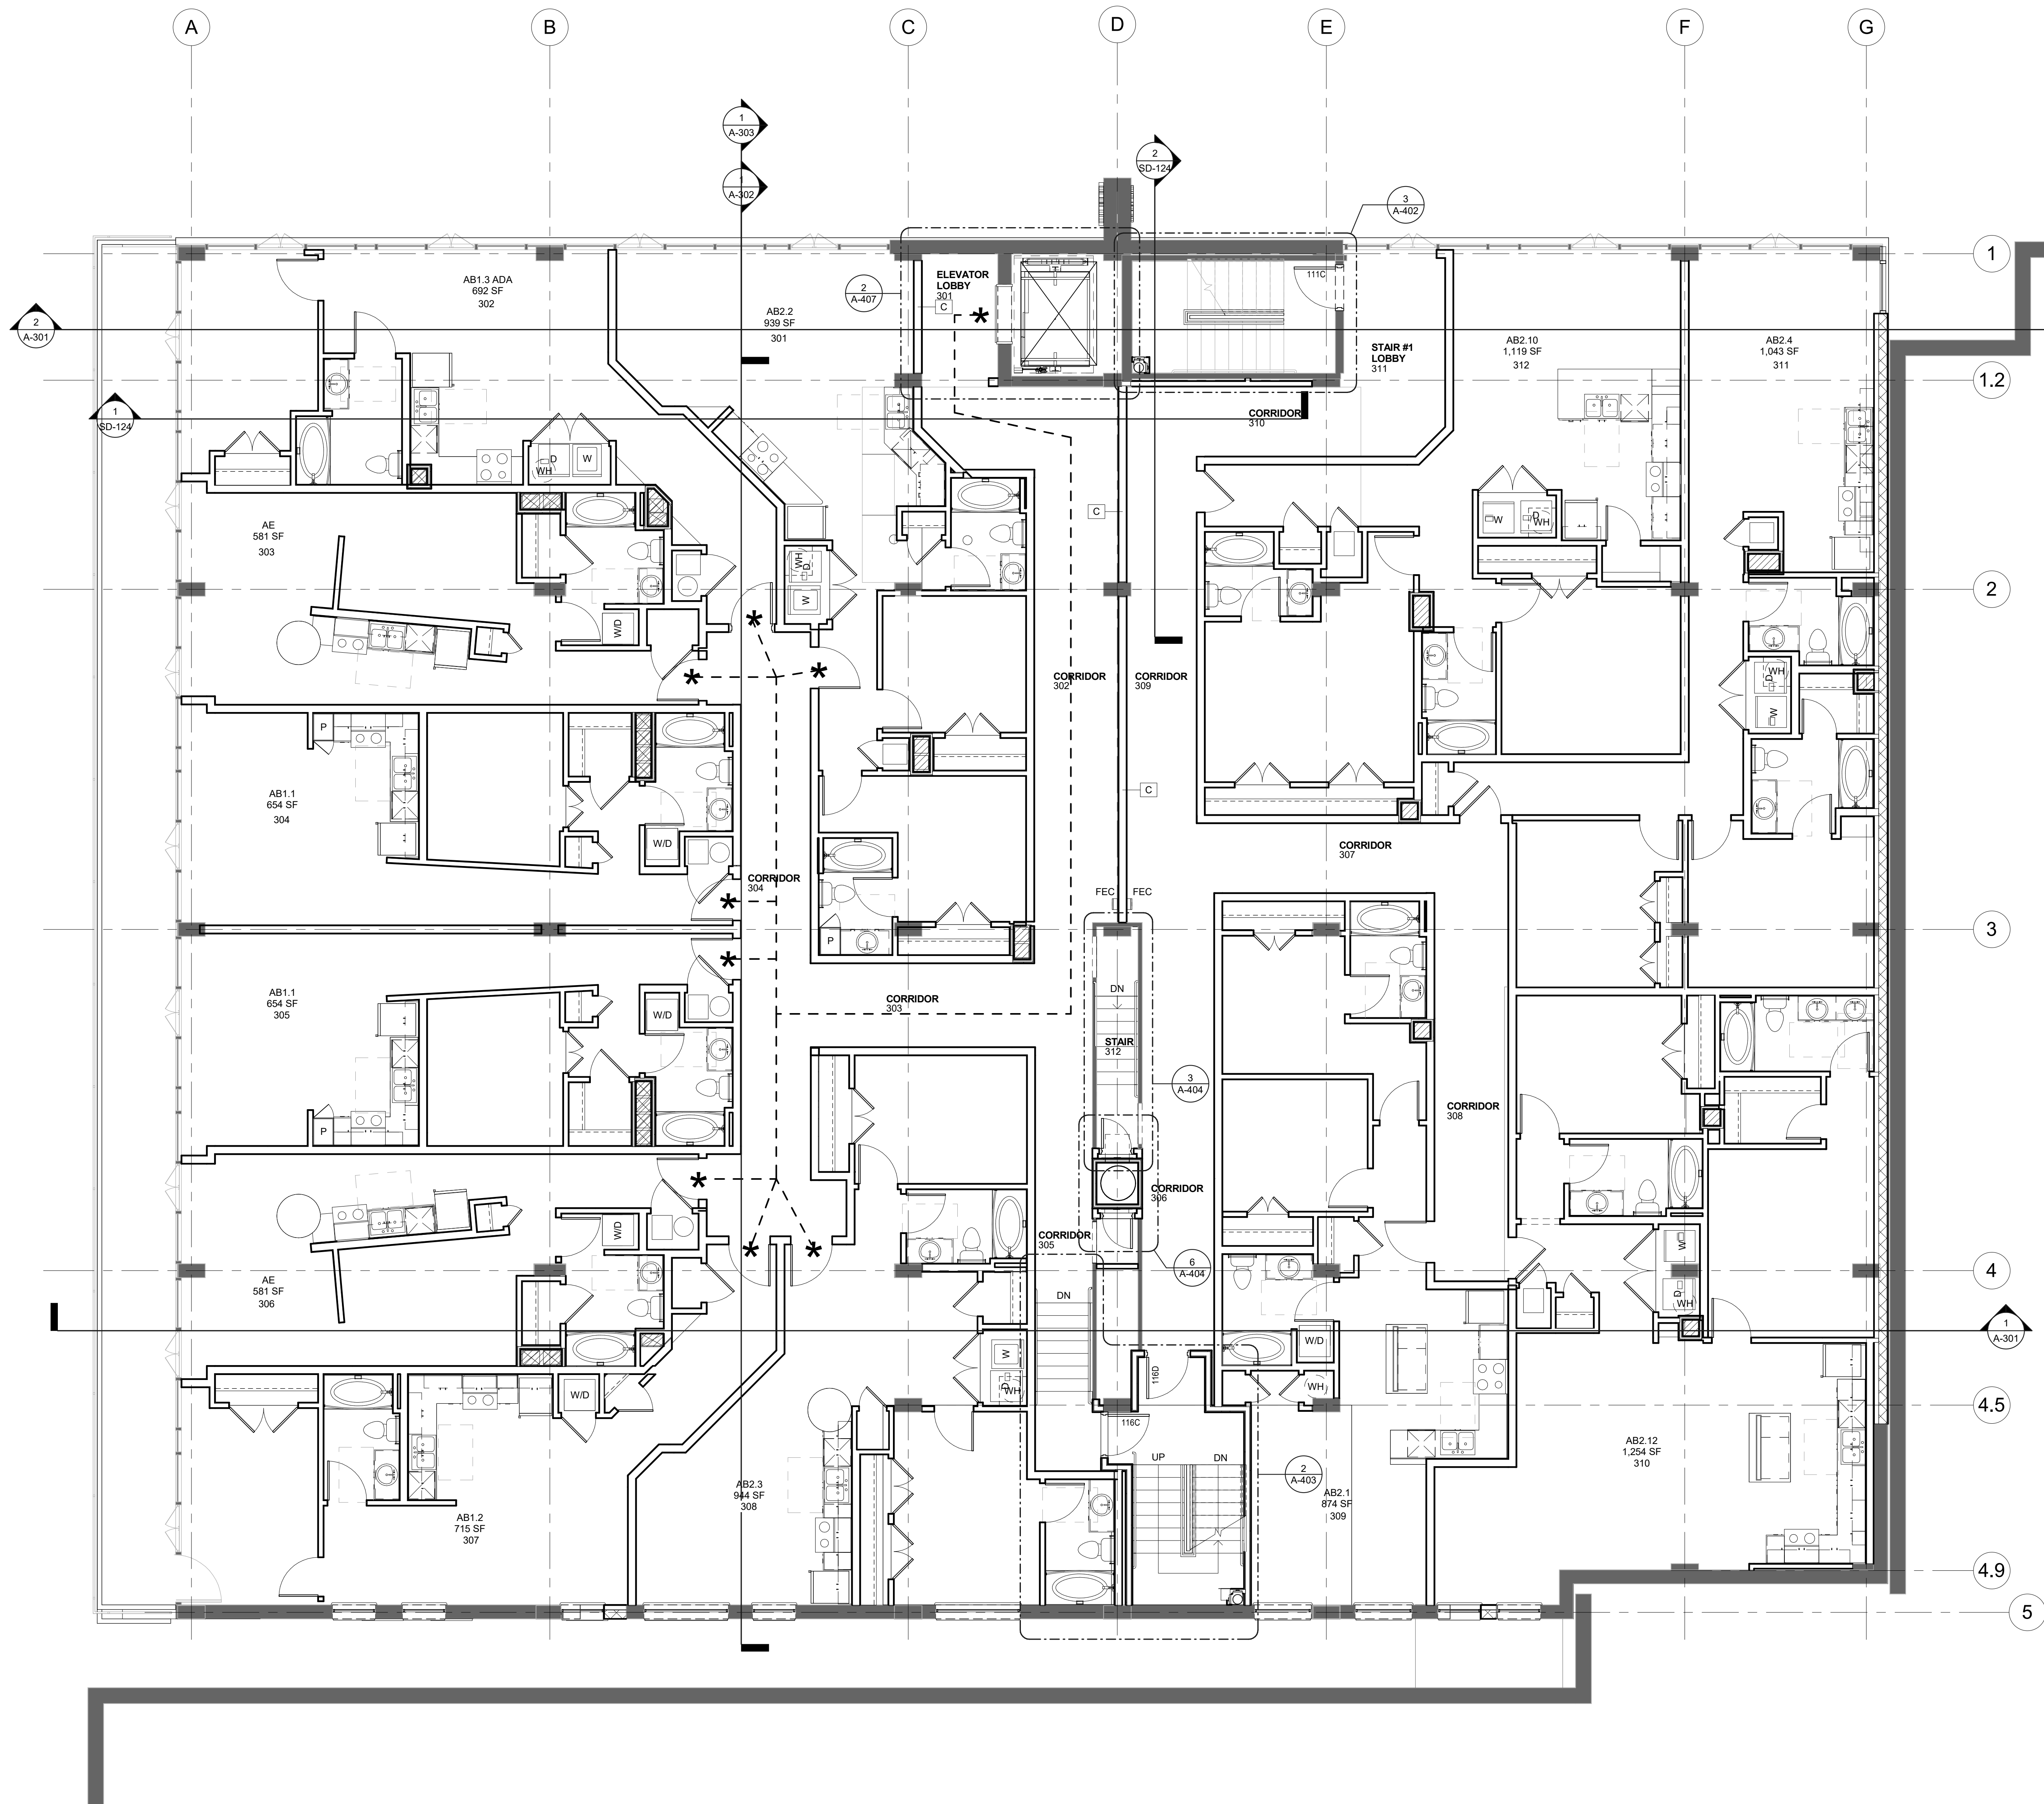 A
B
C
D
E
F
G
1
A-303
1
A-302
2
SD-124
3
A-402
1
2
A-407
2
A-301
1
SD-124
1.2
AB1.3 ADA
692 SF
302
AB2.2
939 SF
301
ELEVATOR
LOBBY
301
C
*
111C
STAIR #1
LOBBY
311
AB2.10
1,119 SF
312
AB2.4
1,043 SF
311
CORRIDOR
310
D
WH
W
AE
581 SF
303
C
WH
D
W
W
D
WH
2
W/D
*
*
*
CORRIDOR
302
CORRIDOR
309
WH
D
W
P
AB1.1
654 SF
304
C
W/D
CORRIDOR
304
CORRIDOR
307
*
FEC
FEC
P
3
*
AB1.1
654 SF
305
W/D
CORRIDOR
303
DN
STAIR
312
3
A-404
CORRIDOR
308
P
*
CORRIDOR
306
CORRIDOR
305
*
*
W/D
6
A-404
W
D
WH
4
AE
581 SF
306
DN
1
A-301
W/D
W
D
WH
W/D
116D
WH
4.5
116C
AB2.12
1,254 SF
310
UP
DN
2
A-403
AB2.3
944 SF
308
AB2.1
874 SF
309
AB1.2
715 SF
307
4.9
5